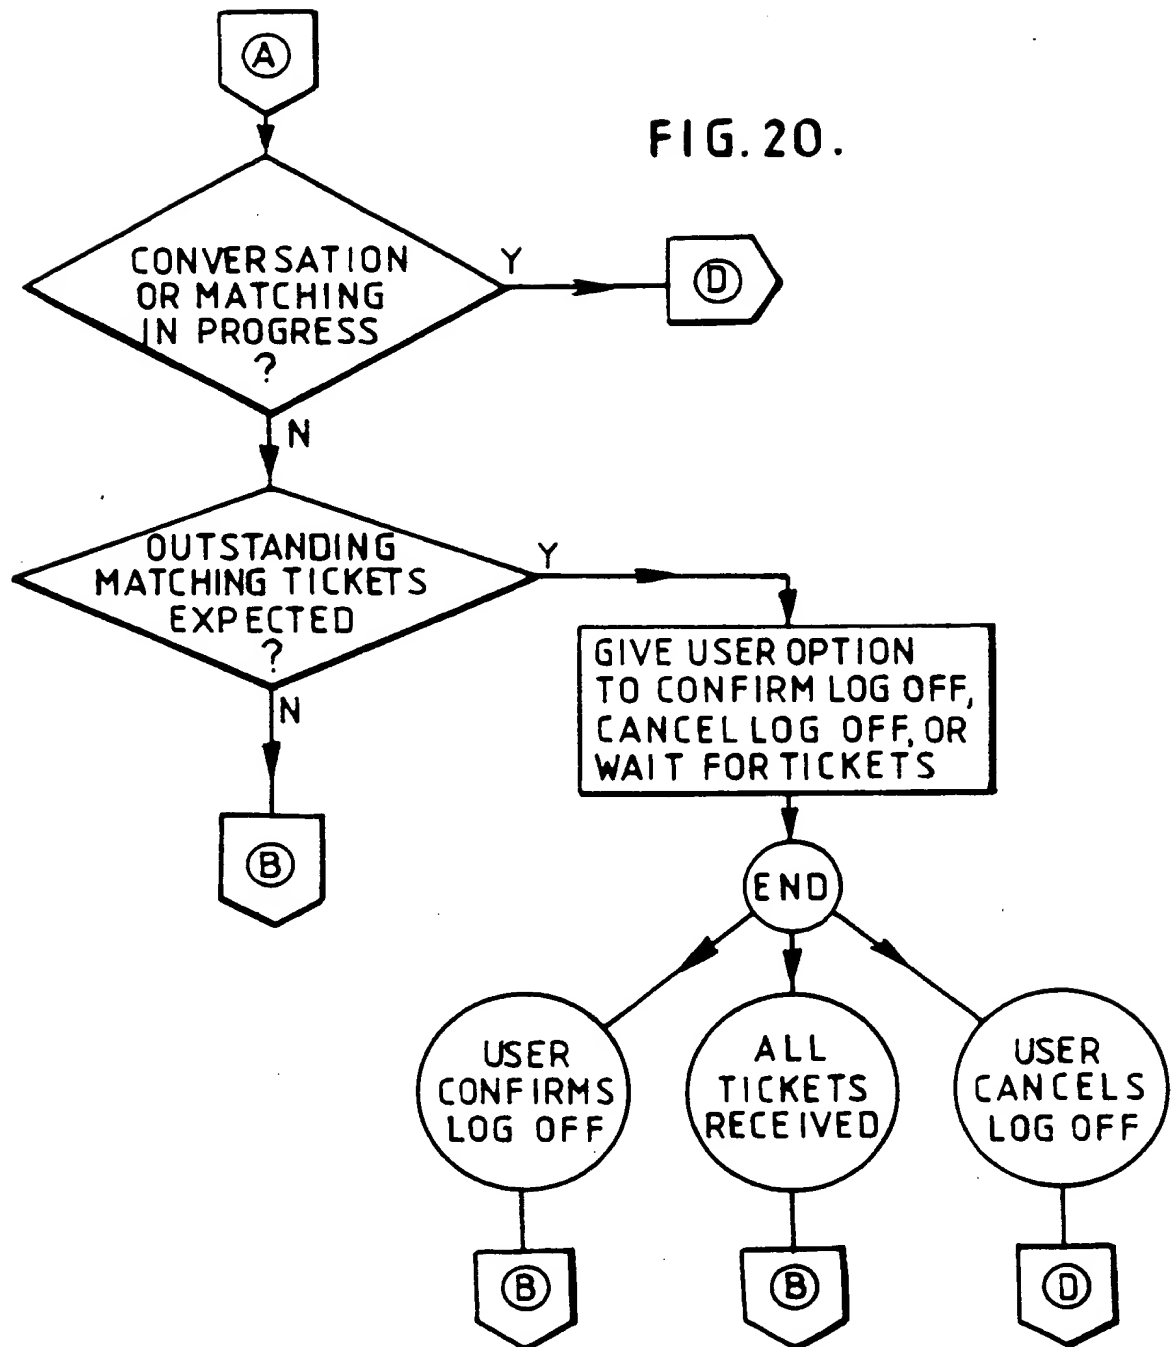 A
FIG. 20.
CONVERSATION
OR MATCHING
IN PROGRESS
?
Y
D
N
OUTSTANDING
MATCHING TICKETS
EXPECTED
?
Y
N
GIVE USER OPTION
TO CONFIRM LOG OFF,
CANCEL LOG OFF, OR
WAIT FOR TICKETS
B
END
USER
CONFIRMS
LOG OFF
ALL
TICKETS
RECEIVED
USER
CANCELS
LOG OFF
B
B
D